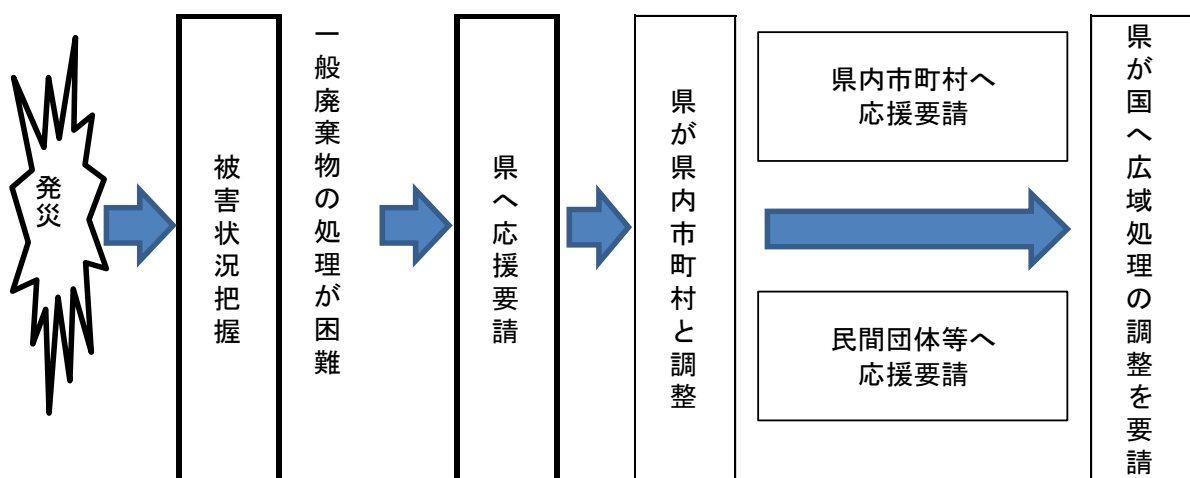 発災
被害状況把握
一般廃棄物の処理が困難
県へ応援要請
県が県内市町村と調整
県内市町村へ
応援要請
民間団体等へ
応援要請
県が国へ広域処理の調整を要請